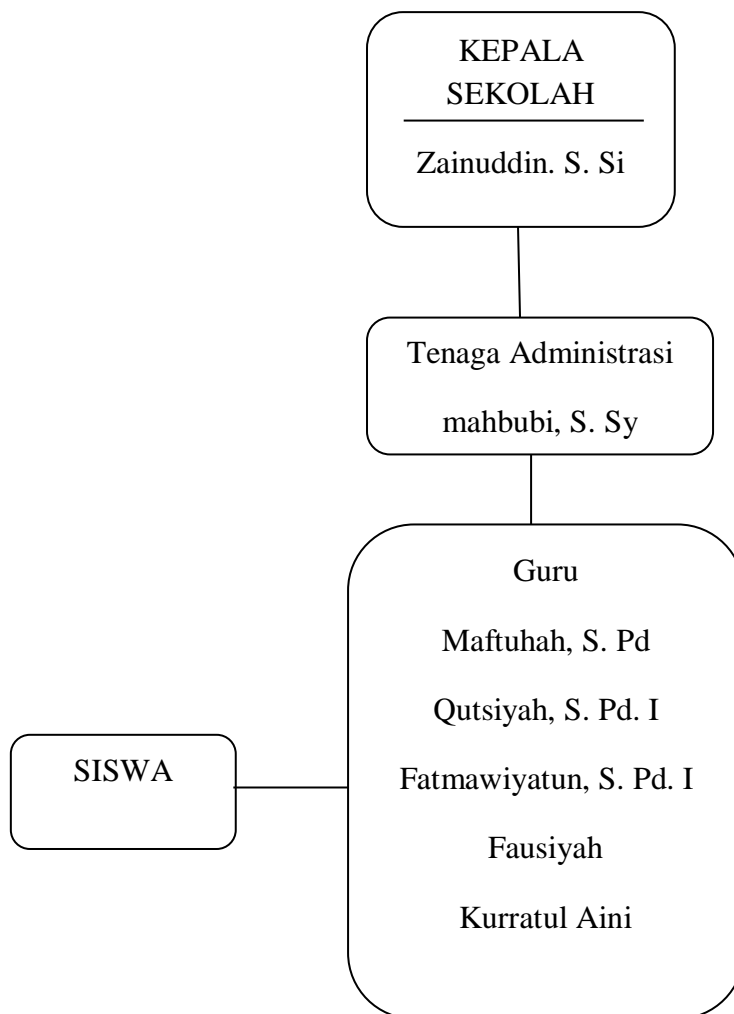 KEPALA
SEKOLAH
Zainuddin. S. Si
Tenaga Administrasi
mahbubi, S. Sy
Guru
Maftuhah, S. Pd
Qutsiyah, S. Pd. I
Fatmawiyatun, S. Pd. I
Fausiyah
Kurratul Aini
SISWA